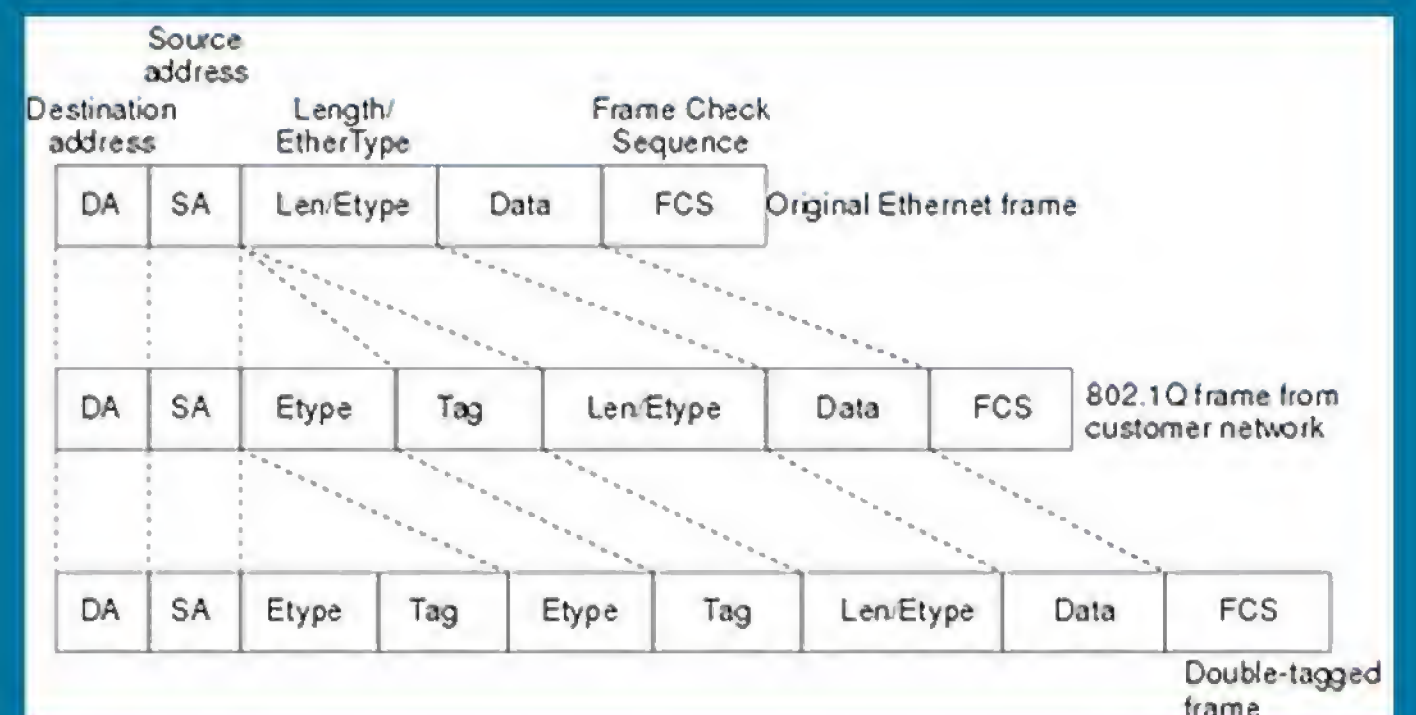 Source
address
Destination
address
Length/
EtherType
Frame Check
Sequence
DA SA Len/Etype Data FCS Original Ethernet frame
DA SA Etype Tag Len/Etype Data FCS 802.1Q frame from
customer network
DA SA Etype Tag Etype Tag Len/Etype Data FCS
Double-tagged
frame